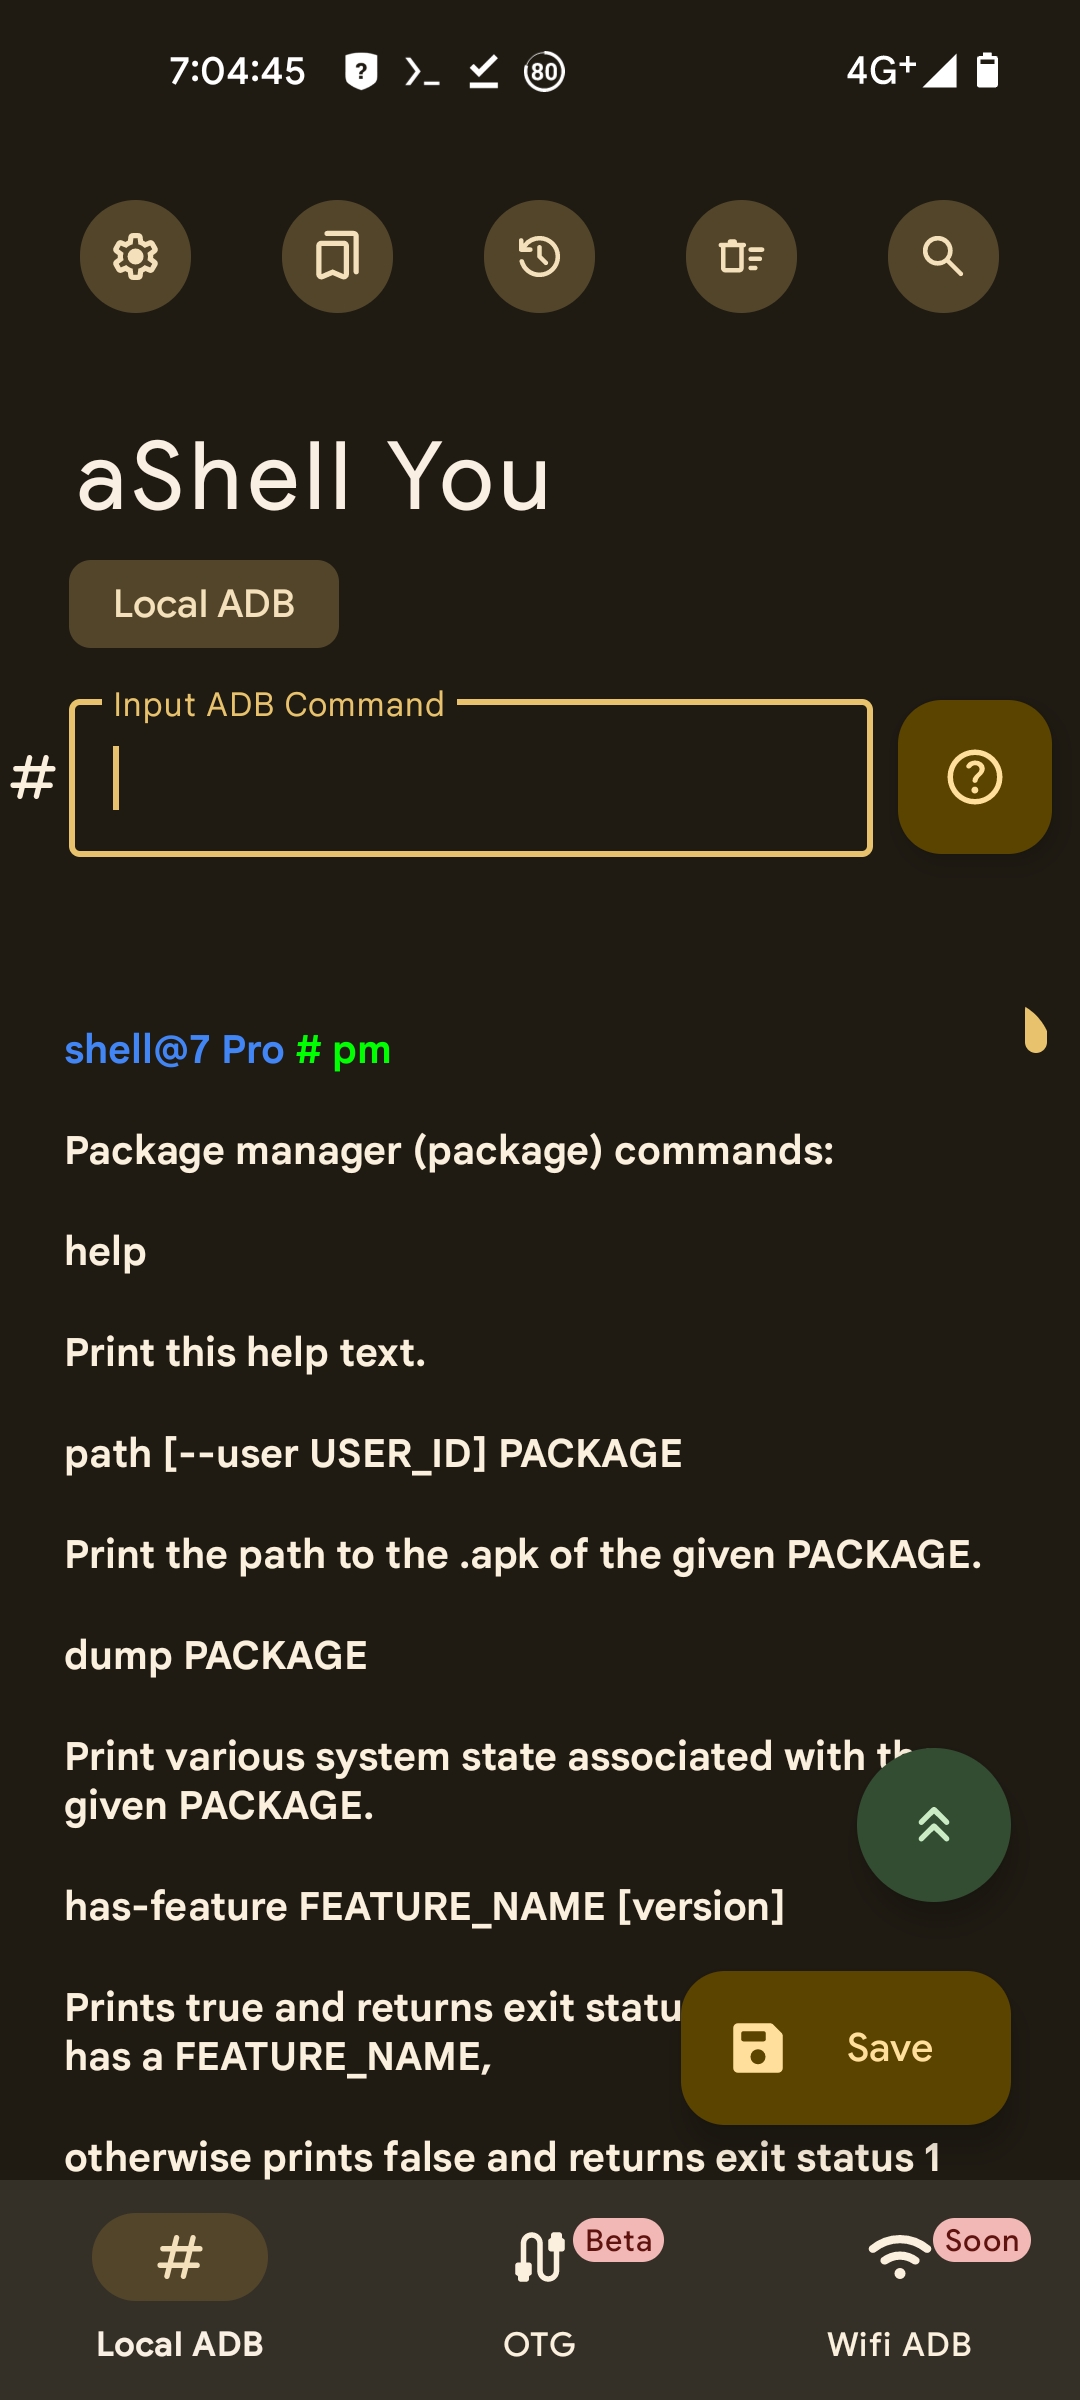 7:04:45 ? >_ 80 4G+
aShell You
Local ADB
Input ADB Command
#
shell@7 Pro # pm
Package manager (package) commands:
help
Print this help text.
path [--user USER_ID] PACKAGE
Print the path to the .apk of the given PACKAGE.
dump PACKAGE
Print various system state associated with
given PACKAGE.
has-feature FEATURE_NAME [version]
Prints true and returns exit
has a FEATURE_NAME,
Save
otherwise prints false and returns exit status 1
# Beta Soon
Local ADB OTG Wifi ADB